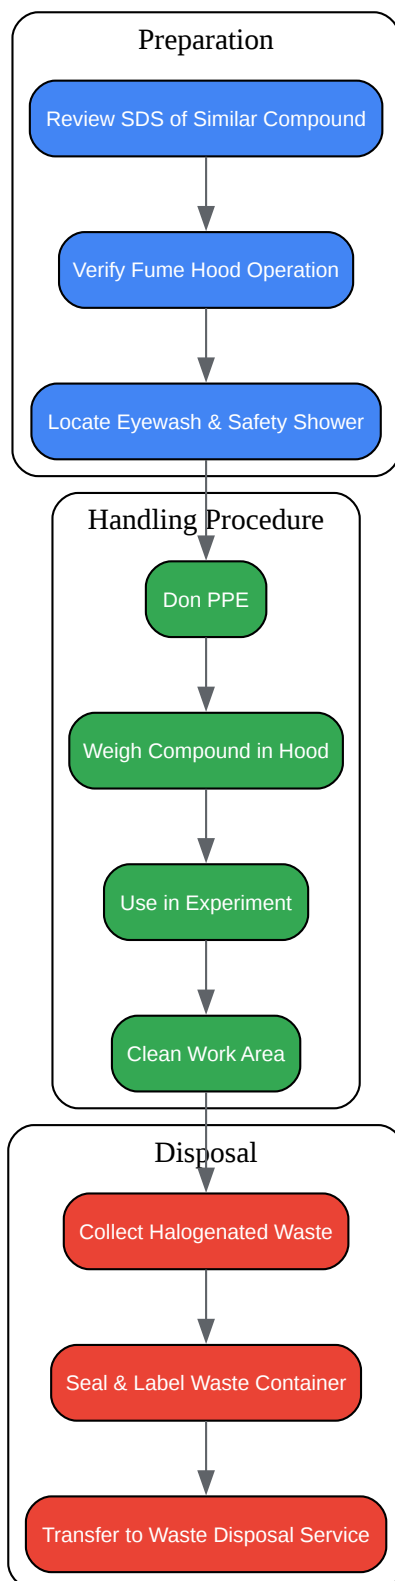 Preparation
Review SDS of Similar Compound
Verify Fume Hood Operation
Locate Eyewash & Safety Shower
Handling Procedure
Don PPE
Weigh Compound in Hood
Use in Experiment
Clean Work Area
Disposal
Collect Halogenated Waste
Seal & Label Waste Container
Transfer to Waste Disposal Service